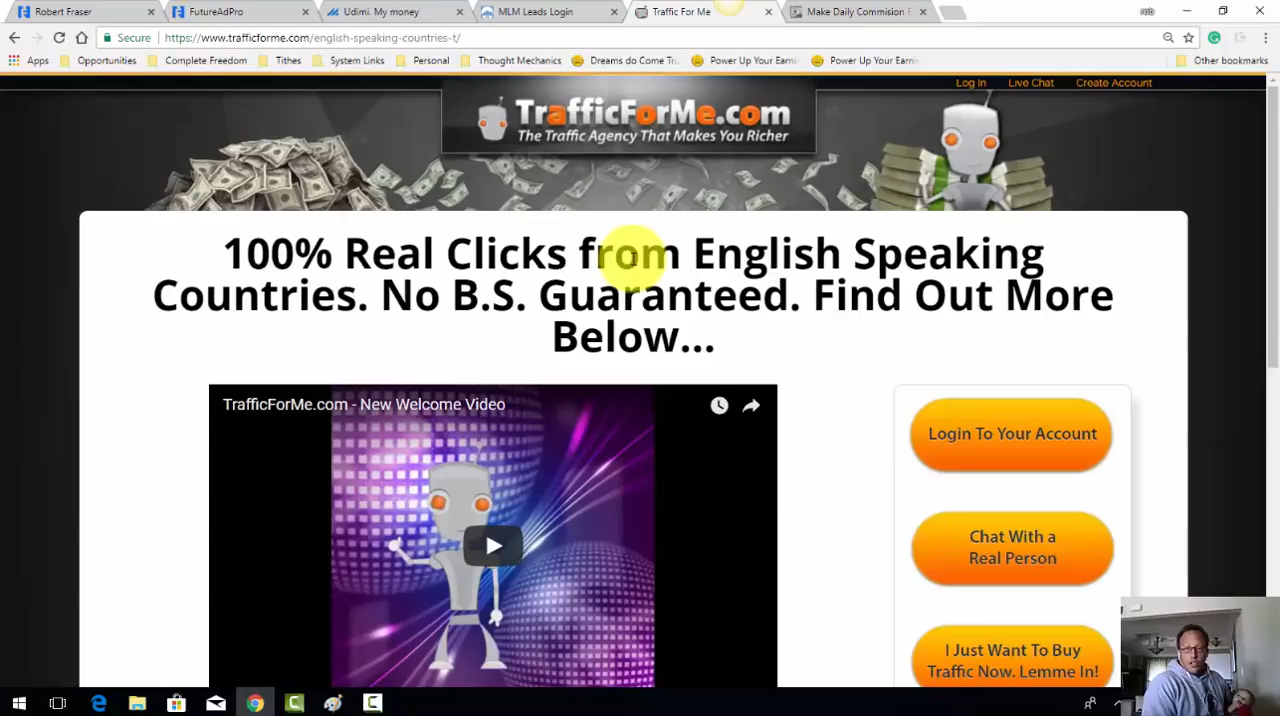 Robert Fraser
FutureAdPro
Udimi. My money
MLM Leads Login
Traffic For Me
Make Daily Commision E
Secure
https://www.trafficforme.com/english-speaking-countries-t/
Apps
Opportunities
Complete Freedom
Tithes
System Links
Personal
Thought Mechanics
Dreams do Come Tru
Power Up Your Earni
Power Up Your Earni
Other bookmarks
Log In
Live Chat
Create Account
TrafficForMe.com
The Traffic Agency That Makes You Richer
100% Real Clicks from English Speaking
Countries. No B.S. Guaranteed. Find Out More
Below...
TrafficForMe.com - New Welcome Video
Login To Your Account
Chat With a
Real Person
I Just Want To Buy
Traffic Now. Lemme In!